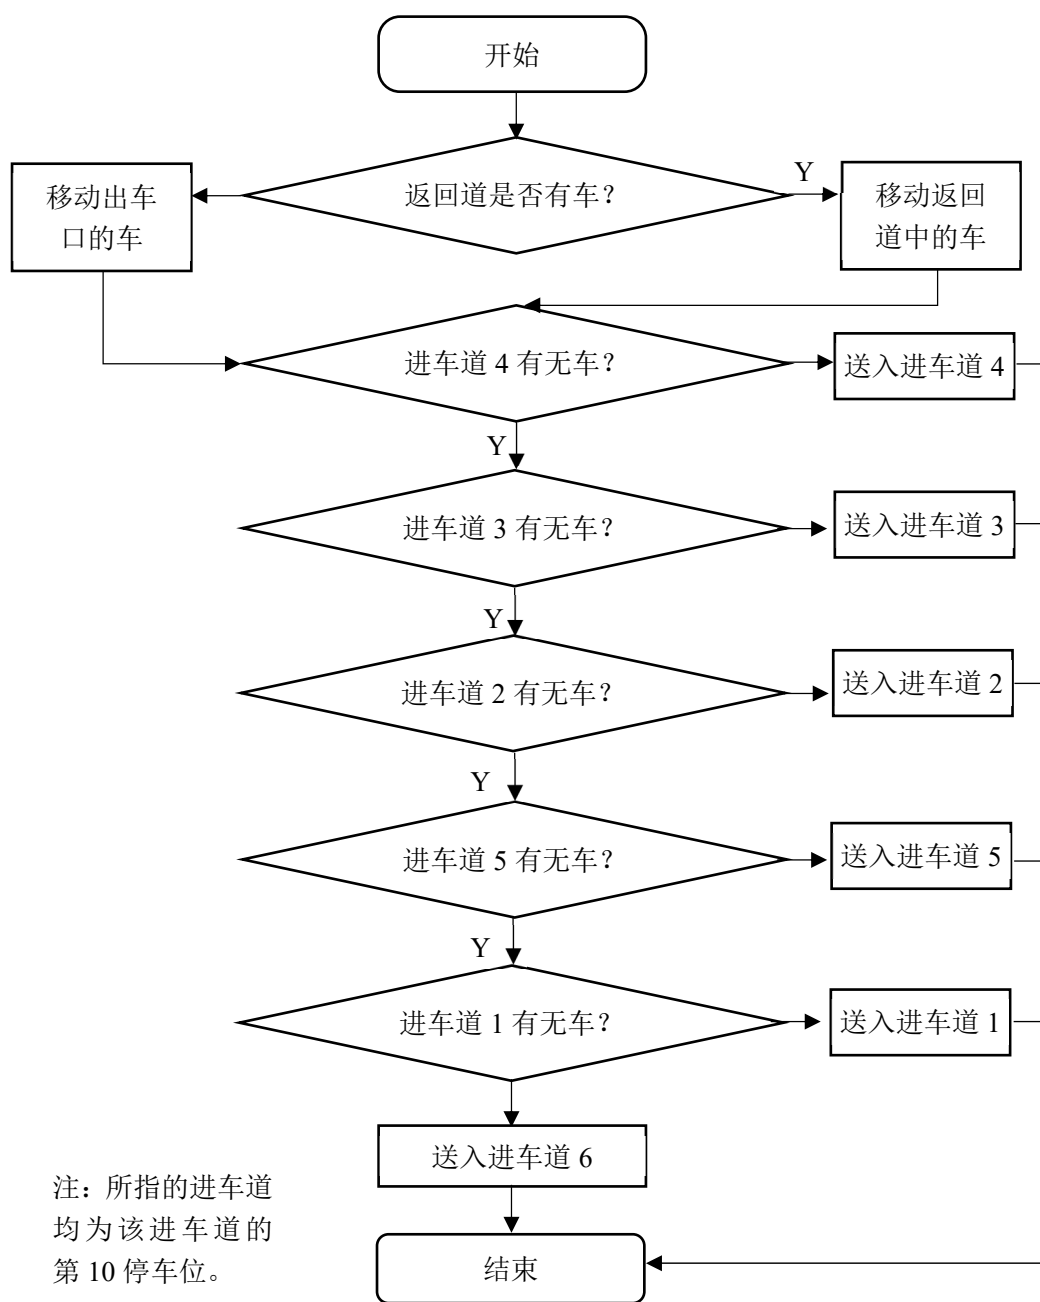 开始
返回道是否有车？
Y
移动出车
口的车
移动返回
道中的车
进车道 4 有无车？
送入进车道 4
Y
进车道 3 有无车？
送入进车道 3
Y
进车道 2 有无车？
送入进车道 2
Y
进车道 5 有无车？
送入进车道 5
Y
进车道 1 有无车？
送入进车道 1
送入进车道 6
注：所指的进车道
均为该进车道的
第 10 停车位。
结束